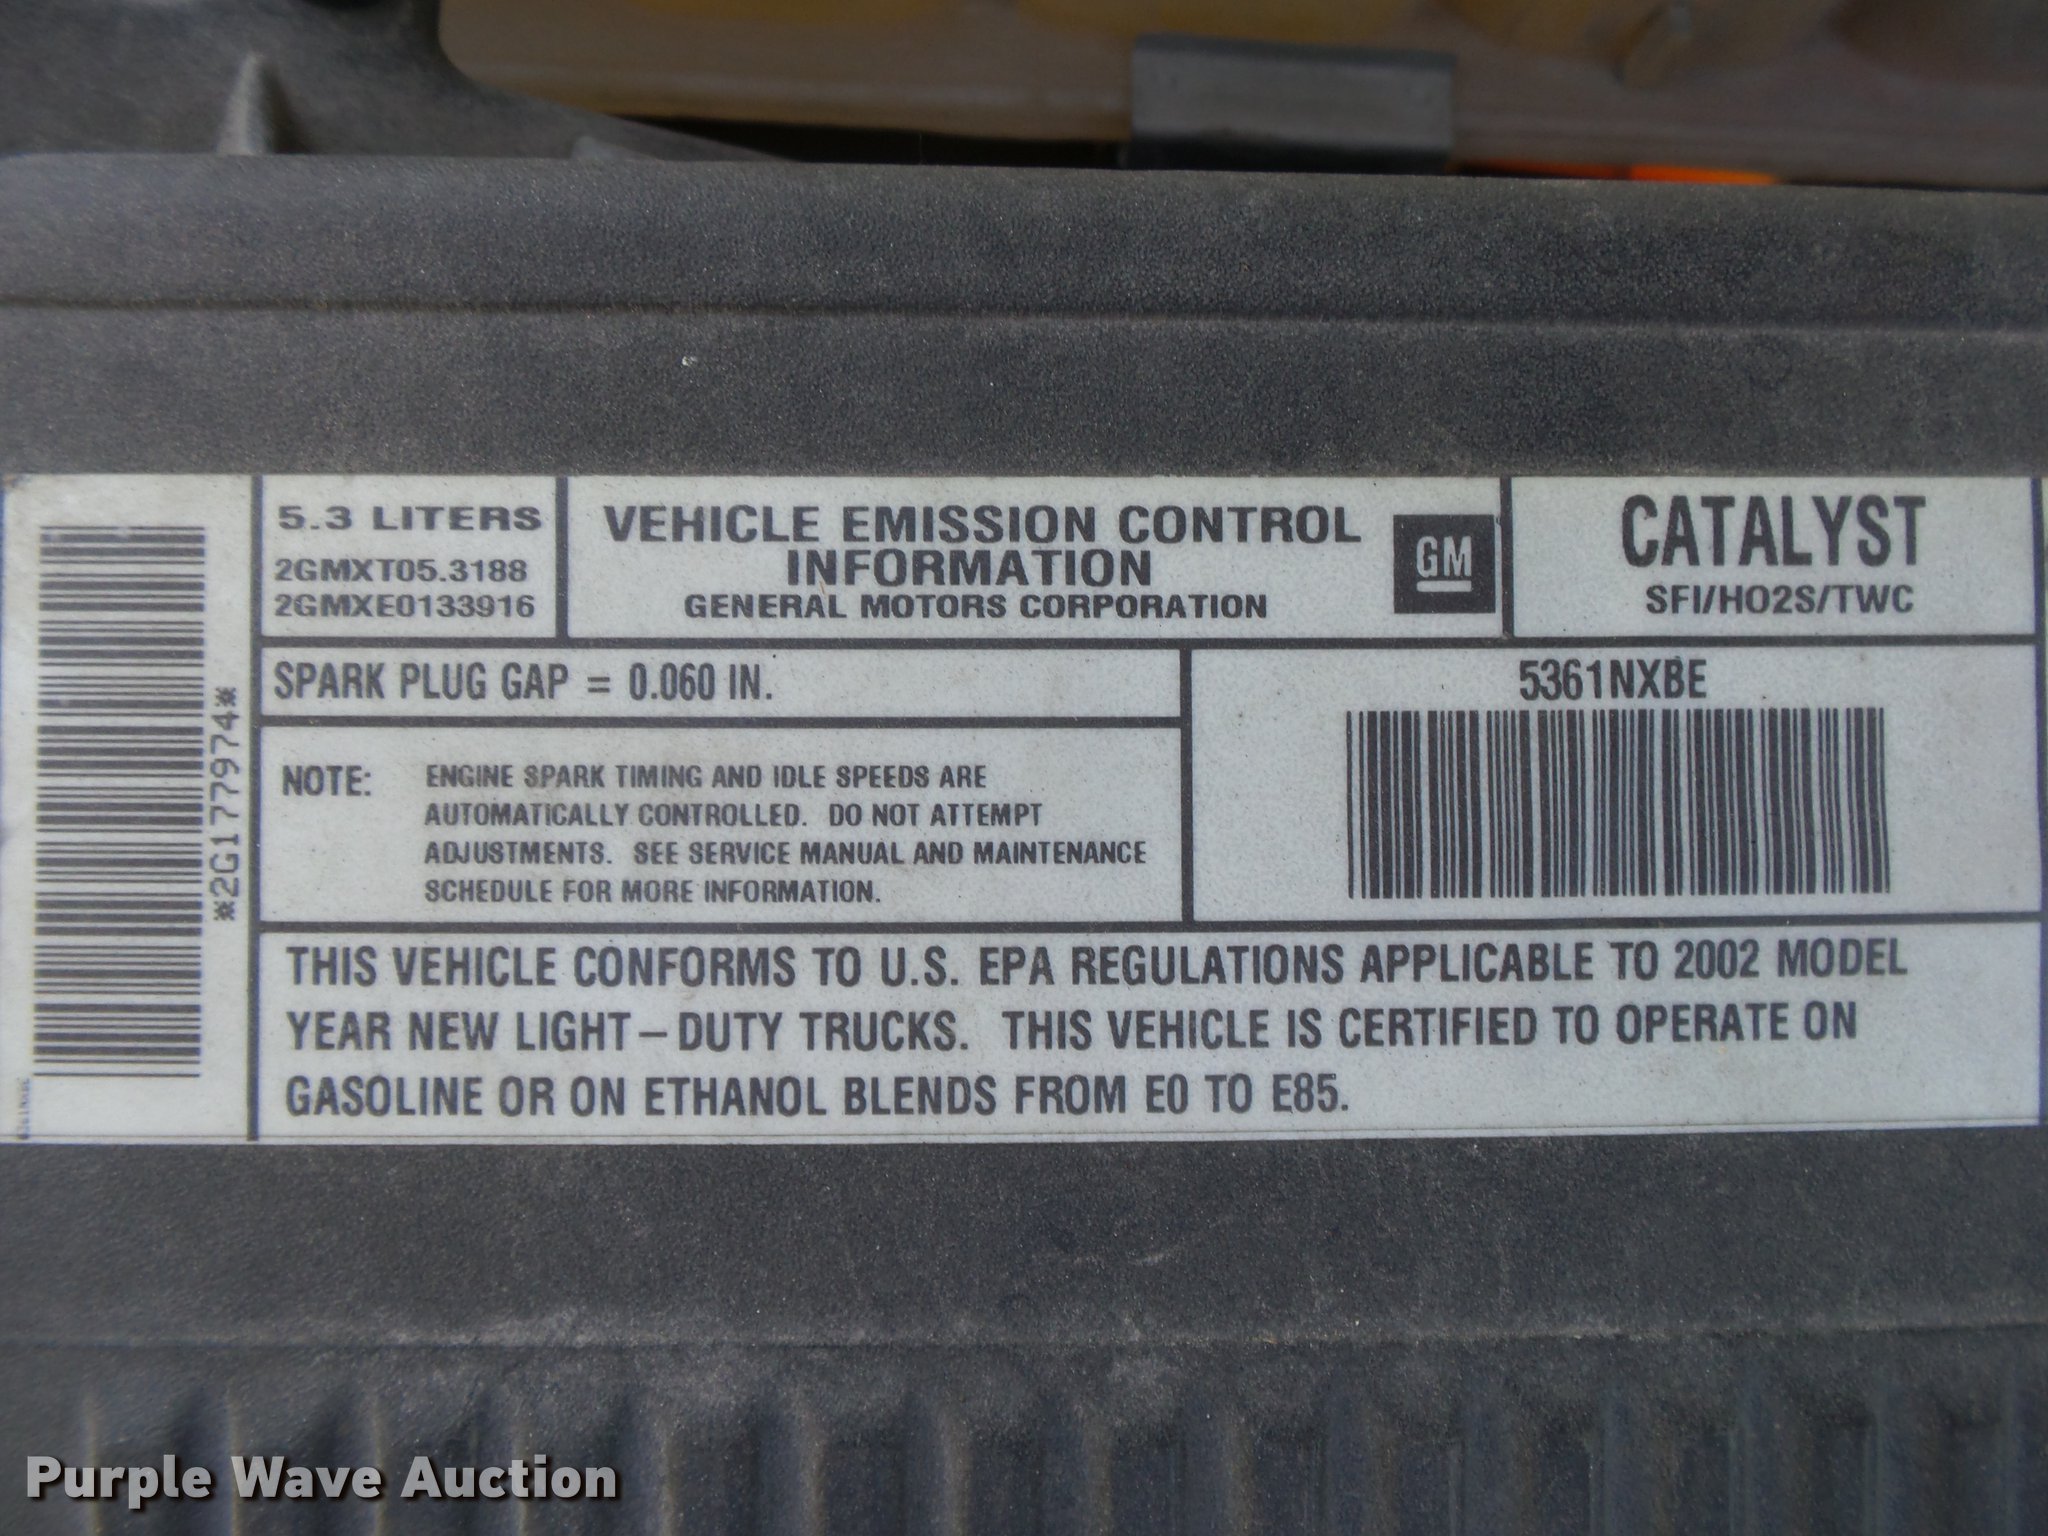 5.3 LITERS
2GMXT05.3188
2GMXE0133916
VEHICLE EMISSION CONTROL
INFORMATION
GENERAL MOTORS CORPORATION
GM
CATALYST
SFI/HO2S/TWC
*2G177974*
SPARK PLUG GAP = 0.060 IN.
5361NXBE
NOTE: ENGINE SPARK TIMING AND IDLE SPEEDS ARE
AUTOMATICALLY CONTROLLED. DO NOT ATTEMPT
ADJUSTMENTS. SEE SERVICE MANUAL AND MAINTENANCE
SCHEDULE FOR MORE INFORMATION.
THIS VEHICLE CONFORMS TO U.S. EPA REGULATIONS APPLICABLE TO 2002 MODEL
YEAR NEW LIGHT-DUTY TRUCKS. THIS VEHICLE IS CERTIFIED TO OPERATE ON
GASOLINE OR ON ETHANOL BLENDS FROM E0 TO E85.
Purple Wave Auction